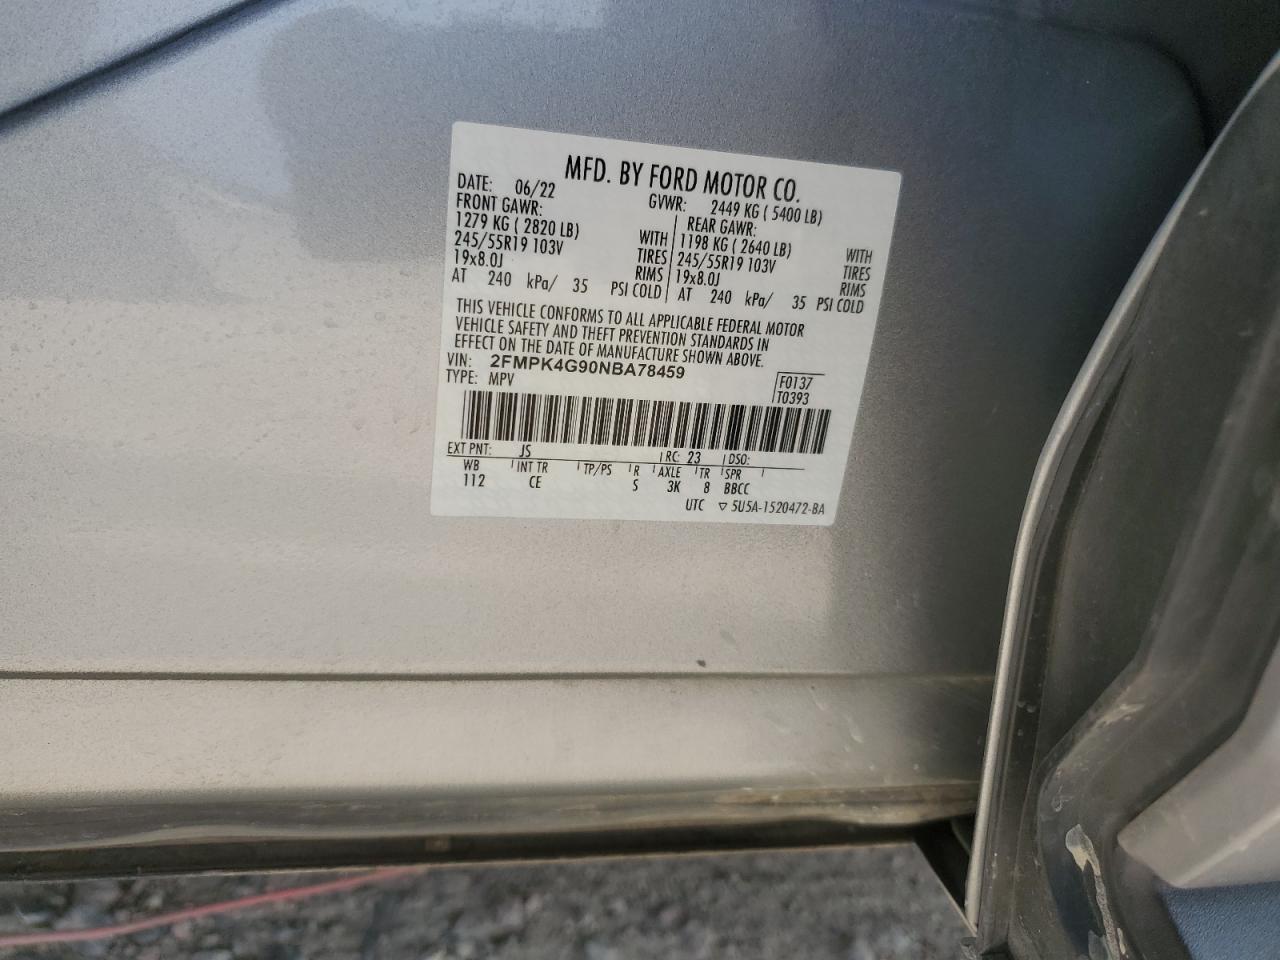 MFD. BY FORD MOTOR CO.
DATE: 06/22 GVWR: 2449 KG ( 5400 LB)
FRONT GAWR: REAR GAWR:
1279 KG ( 2820 LB) WITH 1198 KG ( 2640 LB) WITH
245/55R19 103V TIRES 245/55R19 103V TIRES
19x8.0J RIMS 19x8.0J RIMS
AT 240 kPa/ 35 PSI COLD AT 240 kPa/ 35 PSI COLD
THIS VEHICLE CONFORMS TO ALL APPLICABLE FEDERAL MOTOR
VEHICLE SAFETY AND THEFT PREVENTION STANDARDS IN
EFFECT ON THE DATE OF MANUFACTURE SHOWN ABOVE.
VIN: 2FMPK4G90NBA78459
TYPE: MPV F0137
T0393
EXT PNT: JS RC: 23 DSO:
WB INT TR TP/PS R AXLE TR SPR
112 CE S 3K 8 BBCC
UTC ▽ 5U5A-1520472-BA